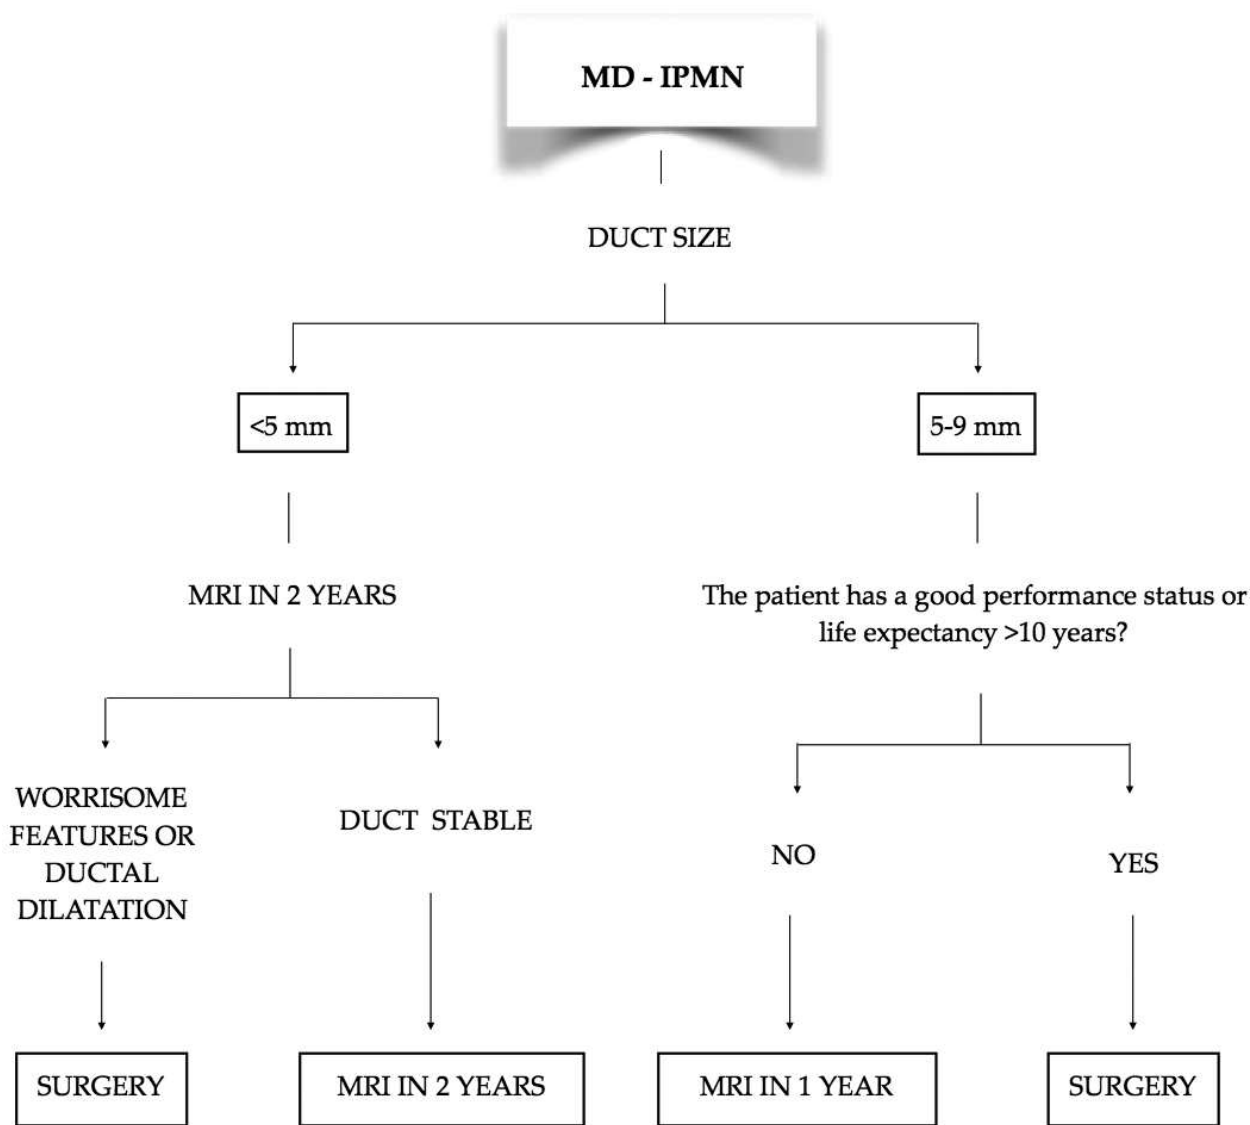 MD - IPMN
DUCT SIZE
<5 mm
5-9 mm
MRI IN 2 YEARS
The patient has a good performance status or
life expectancy >10 years?
WORRISOME
FEATURES OR
DUCTAL
DILATATION
DUCT STABLE
NO
YES
SURGERY
MRI IN 2 YEARS
MRI IN 1 YEAR
SURGERY